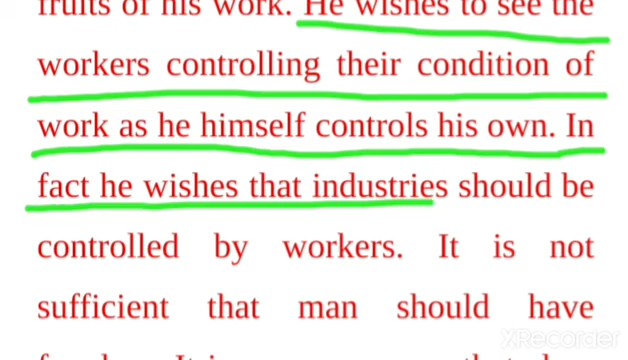 fruits of his work. He wishes to see the
workers controlling their condition of
work as he himself controls his own. In
fact he wishes that industries should be
controlled by workers. It is not
sufficient that man should have
XRecorder